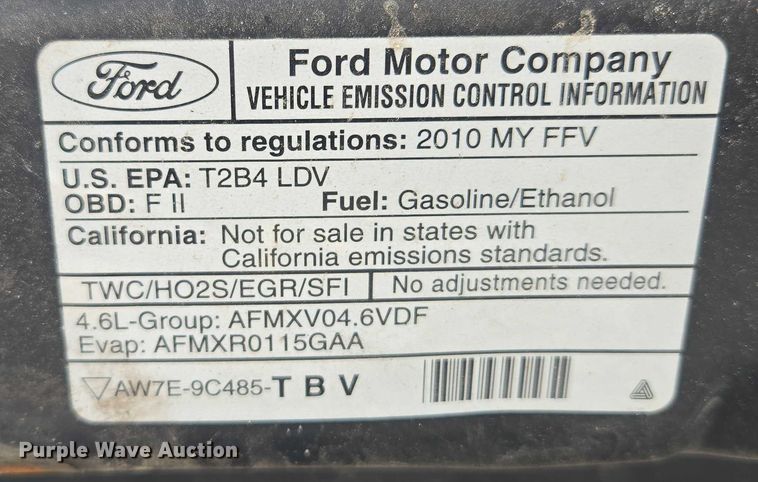 Ford
Ford Motor Company
VEHICLE EMISSION CONTROL INFORMATION
Conforms to regulations: 2010 MY FFV
U.S. EPA: T2B4 LDV
OBD: F II Fuel: Gasoline/Ethanol
California: Not for sale in states with
California emissions standards.
TWC/HO2S/EGR/SFI No adjustments needed.
4.6L-Group: AFMXV04.6VDF
Evap: AFMXR0115GAA
AW7E-9C485-T B V
Purple Wave Auction